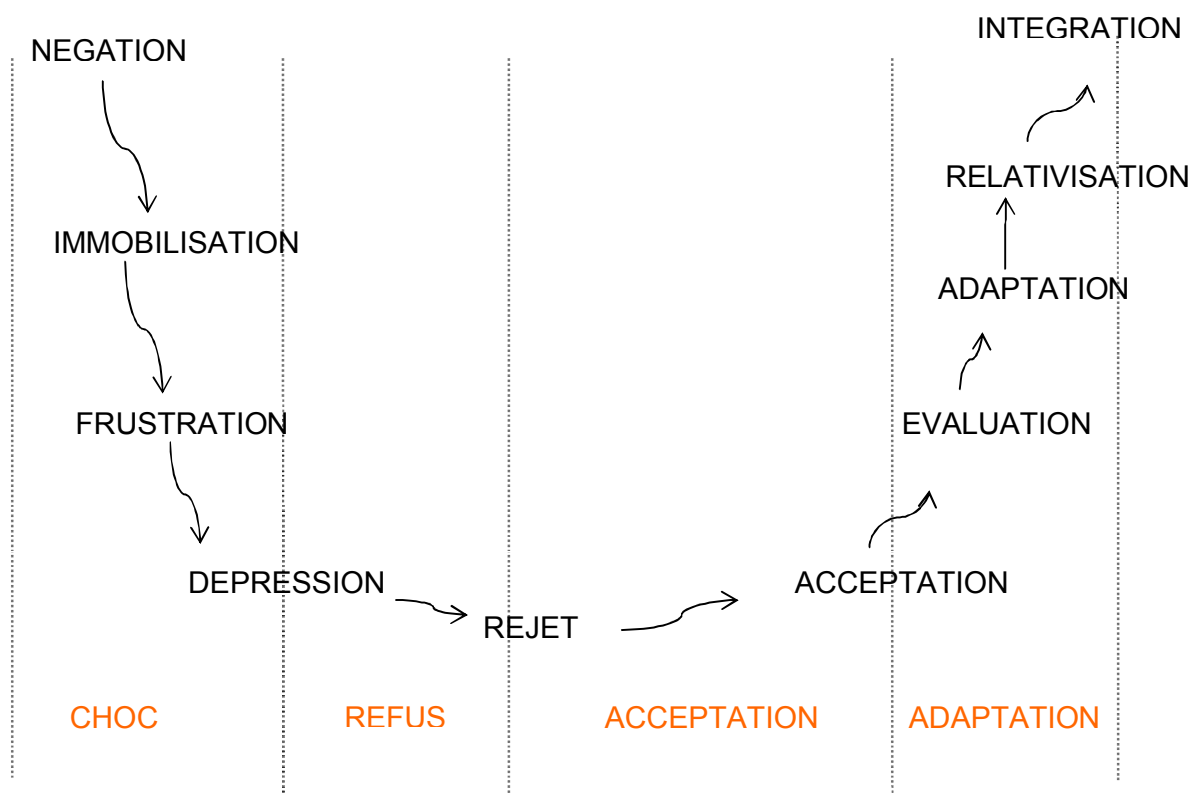 NEGATION
IMMOBILISATION
FRUSTRATION
DEPRESSION
REJET
ACCEPTATION
EVALUATION
ADAPTATION
RELATIVISATION
INTEGRATION
CHOC
REFUS
ACCEPTATION
ADAPTATION